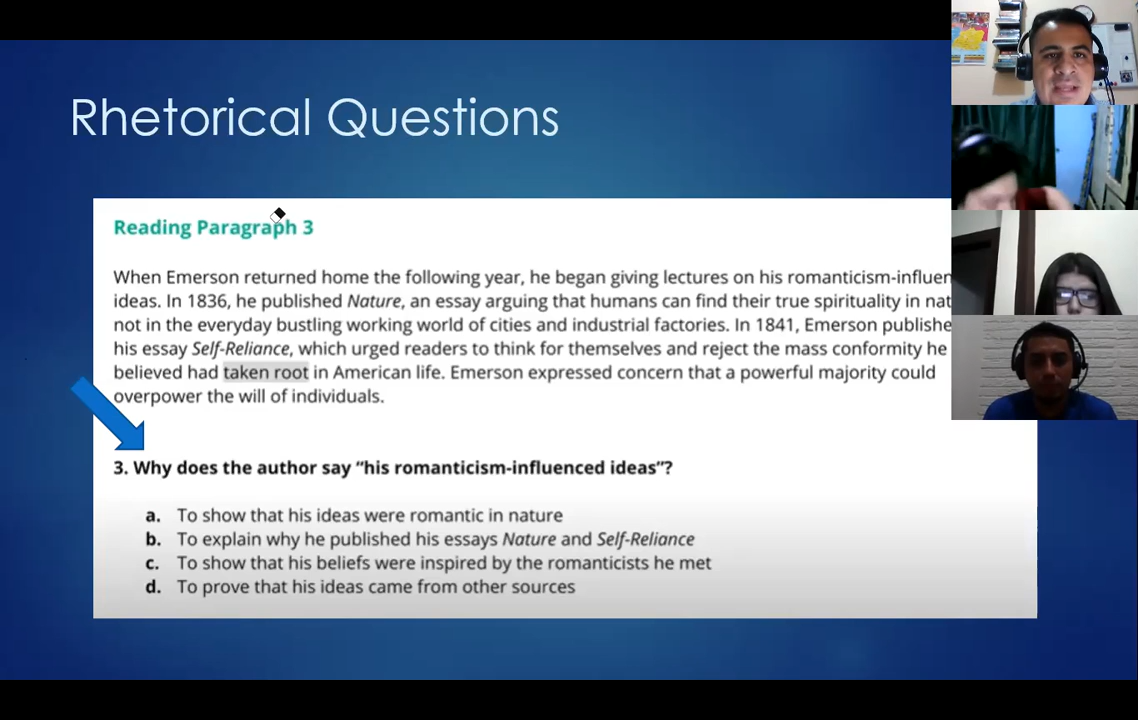 Rhetorical Questions
Reading Paragraph 3
When Emerson returned home the following year, he began giving lectures on his romanticism-influen
ideas. In 1836, he published Nature, an essay arguing that humans can find their true spirituality in nat
not in the everyday bustling working world of cities and industrial factories. In 1841, Emerson publishe
his essay Self-Reliance, which urged readers to think for themselves and reject the mass conformity he
believed had taken root in American life. Emerson expressed concern that a powerful majority could
overpower the will of individuals.
3. Why does the author say “his romanticism-influenced ideas”?
a. To show that his ideas were romantic in nature
b. To explain why he published his essays Nature and Self-Reliance
c. To show that his beliefs were inspired by the romanticists he met
d. To prove that his ideas came from other sources